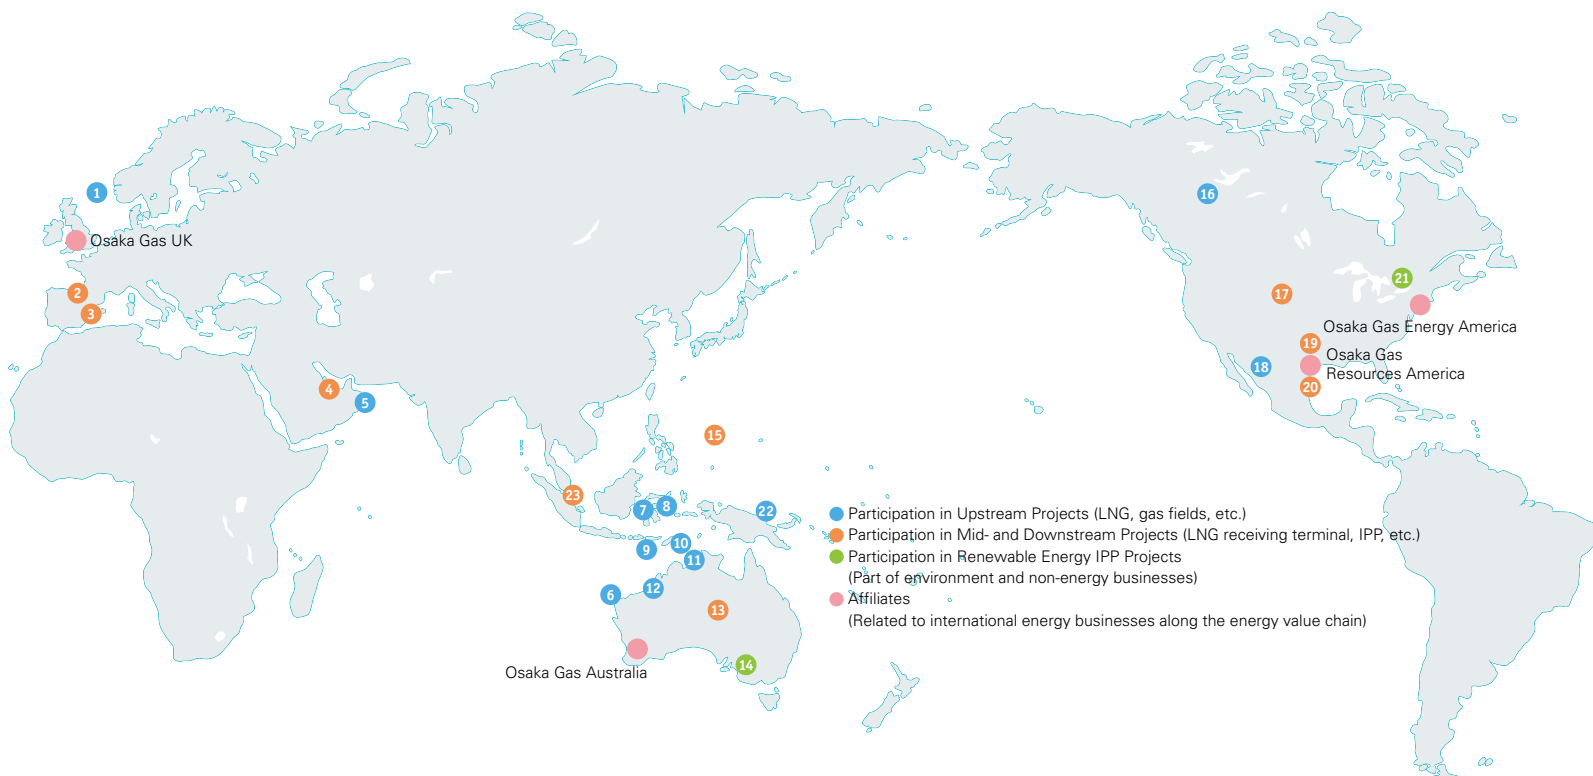 1
16
Osaka Gas UK
21
2
17
3
Osaka Gas Energy America
19
Osaka Gas
Resources America
18
4
20
5
15
23
7
8
22
Participation in Upstream Projects (LNG, gas fields, etc.)
Participation in Mid- and Downstream Projects (LNG receiving terminal, IPP, etc.)
Participation in Renewable Energy IPP Projects
(Part of environment and non-energy businesses)
Affiliates
(Related to international energy businesses along the energy value chain)
10
9
11
12
6
13
14
Osaka Gas Australia